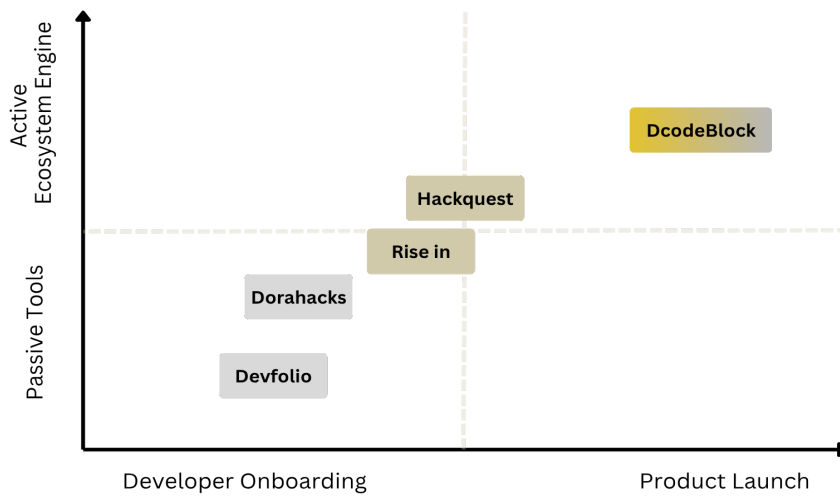 Active
Ecosystem Engine
DcodeBlock
Hackquest
Rise in
Dorahacks
Passive Tools
Devfolio
Developer Onboarding
Product Launch